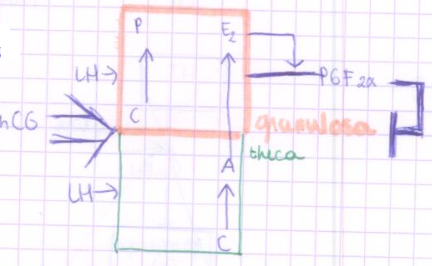 P E₂
LH→
PGF₂α
C
hCG
granulosa
theca
A
LH→
C